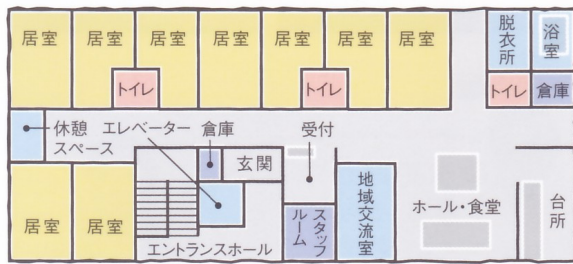 居室
居室
居室
居室
居室
居室
居室
トイレ
トイレ
脱衣所
浴室
トイレ
倉庫
休憩
スペース
エレベーター
倉庫
受付
玄関
居室
居室
エントランスホール
スタッフ
ルーム
地域交流室
ホール・食堂
台所